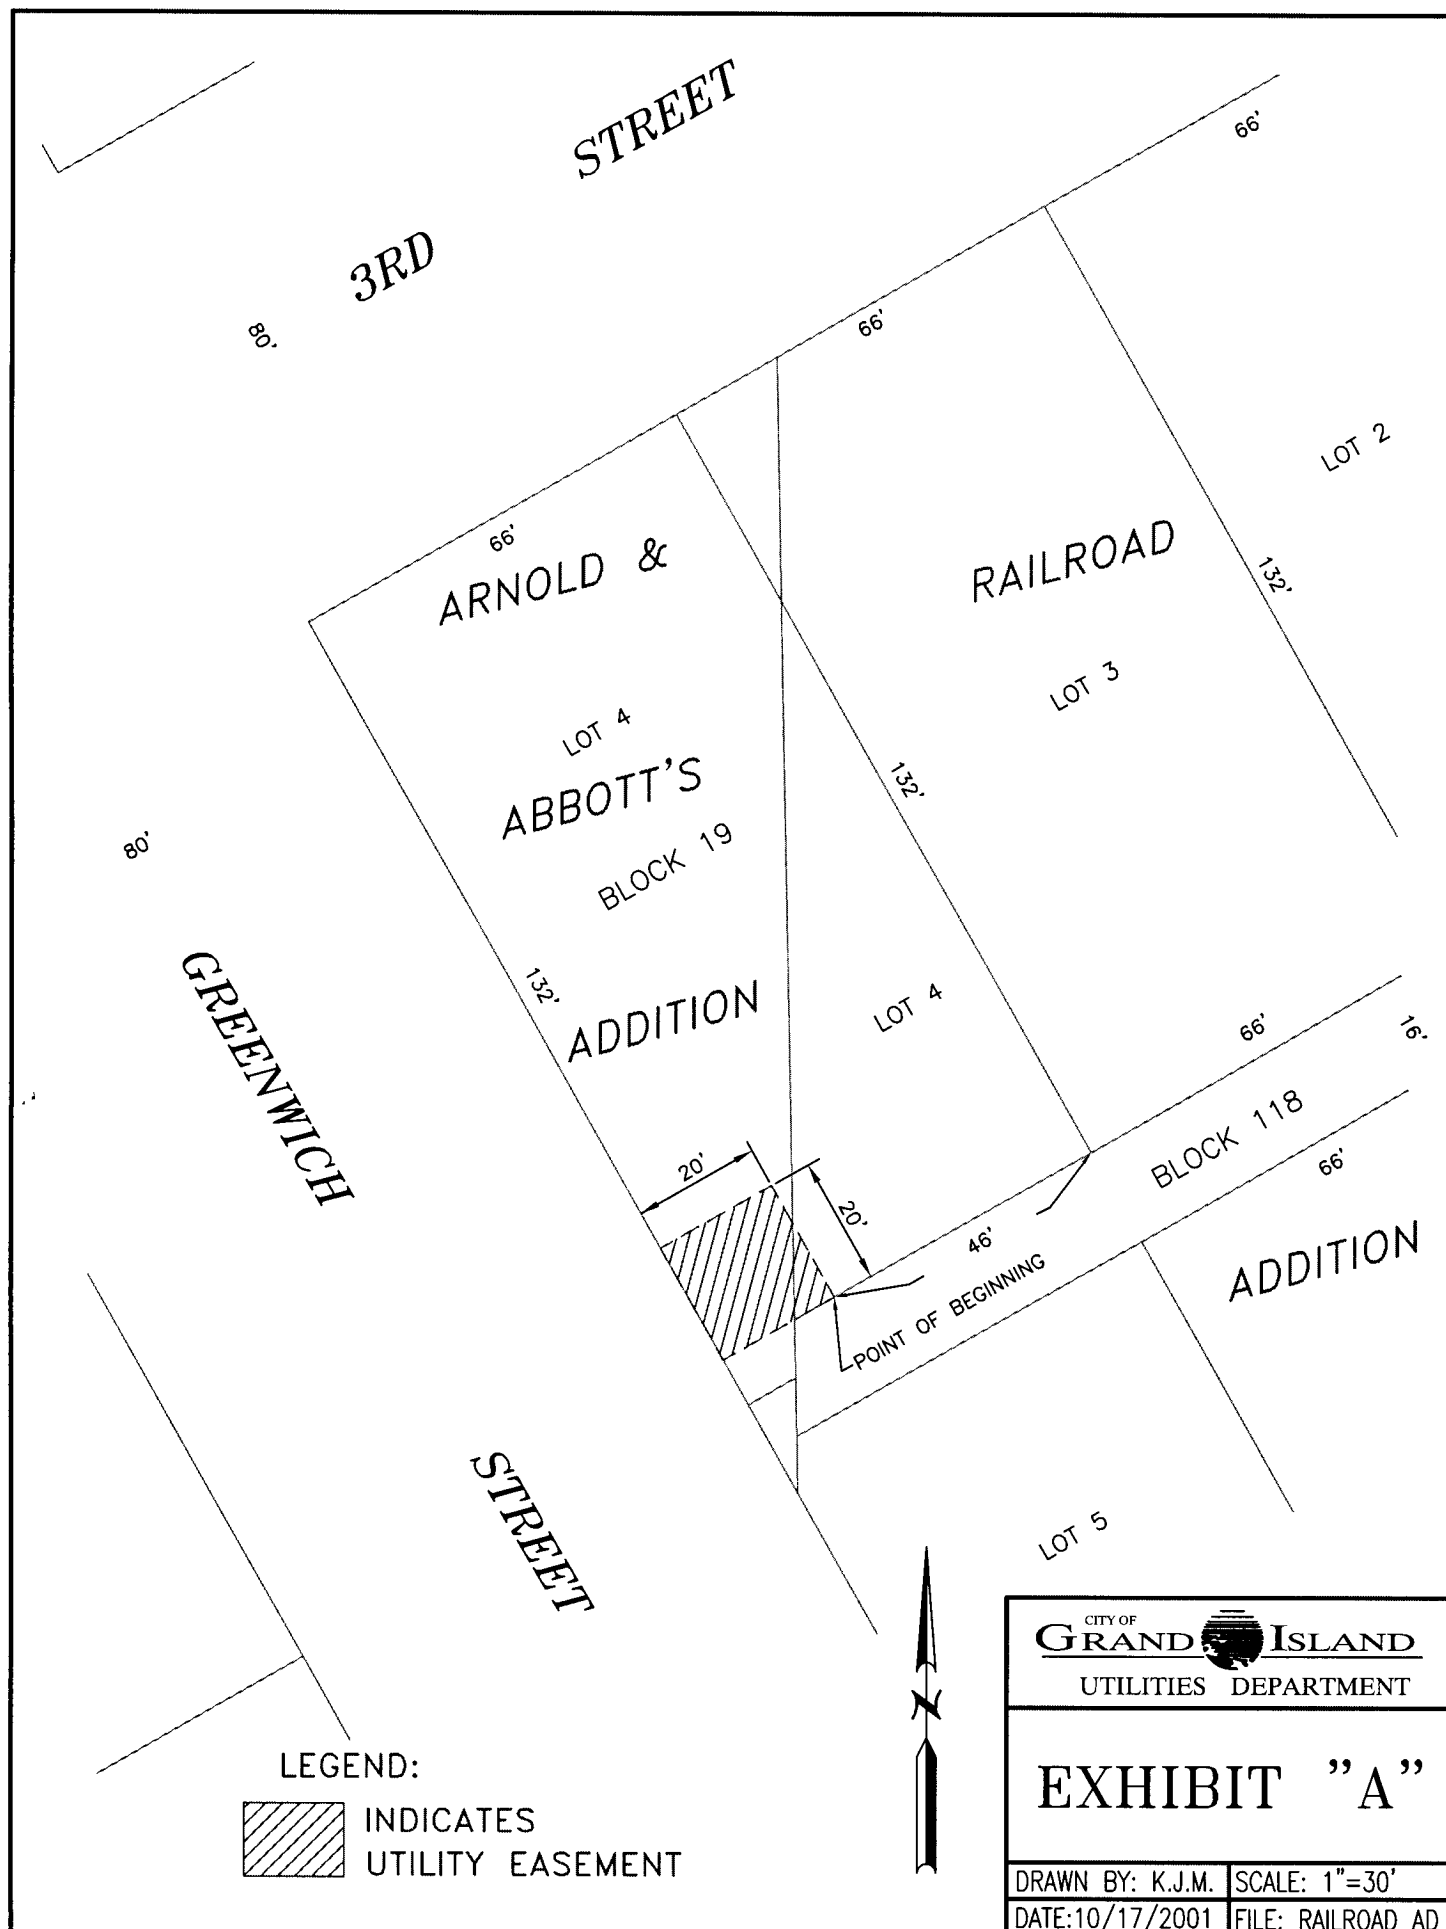 3RD STREET
66'
80'
66'
66'
LOT 2
ARNOLD &
RAILROAD
132'
LOT 3
LOT 4
ABBOTT'S
132'
80'
BLOCK 19
GREENWICH
132'
ADDITION
LOT 4
66'
16'
BLOCK 118
20'
20'
46'
66'
POINT OF BEGINNING
ADDITION
STREET
LOT 5
N
LEGEND:
INDICATES
UTILITY EASEMENT
CITY OF
GRAND ISLAND
UTILITIES DEPARTMENT
EXHIBIT "A"
DRAWN BY: K.J.M.
SCALE: 1"=30'
DATE:10/17/2001
FILE: RAILROAD AD